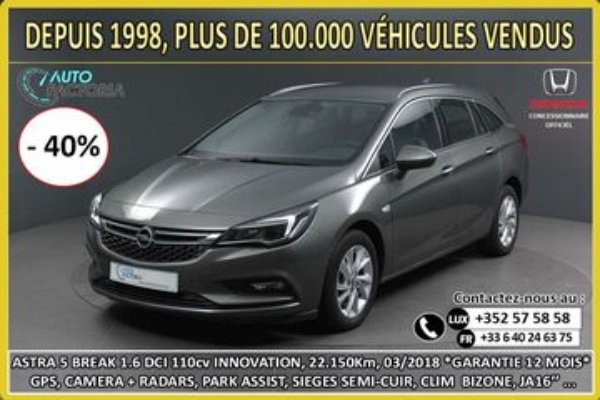 DEPUIS 1998, PLUS DE 100.000 VÉHICULES VENDUS
AUTO
FACTORIA
HONDA
CONCESSIONNAIRE
OFFICIEL
- 40%
Contactez-nous au :
LUX +352 57 58 58
FR +33 6 40 24 63 75
ASTRA 5 BREAK 1.6 DCI 110cv INNOVATION, 22.150Km, 03/2018 *GARANTIE 12 MOIS*
GPS, CAMERA + RADARS, PARK ASSIST, SIEGES SEMI-CUIR, CLIM BIZONE, JA16'' ...